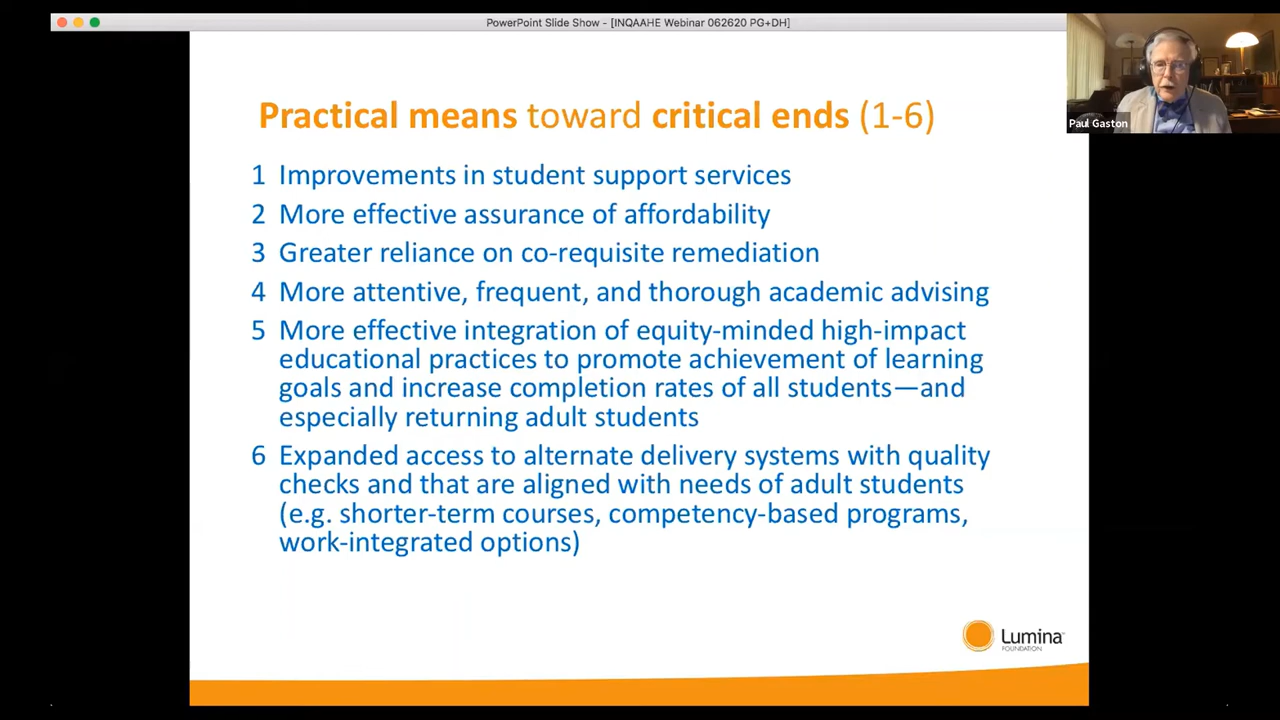 PowerPoint Slide Show - [INQAAHE Webinar 062620 PG+DH]
Paul Gaston
Practical means toward critical ends (1-6)
1 Improvements in student support services
2 More effective assurance of affordability
3 Greater reliance on co-requisite remediation
4 More attentive, frequent, and thorough academic advising
5 More effective integration of equity-minded high-impact
educational practices to promote achievement of learning
goals and increase completion rates of all students—and
especially returning adult students
6 Expanded access to alternate delivery systems with quality
checks and that are aligned with needs of adult students
(e.g. shorter-term courses, competency-based programs,
work-integrated options)
Lumina
FOUNDATION